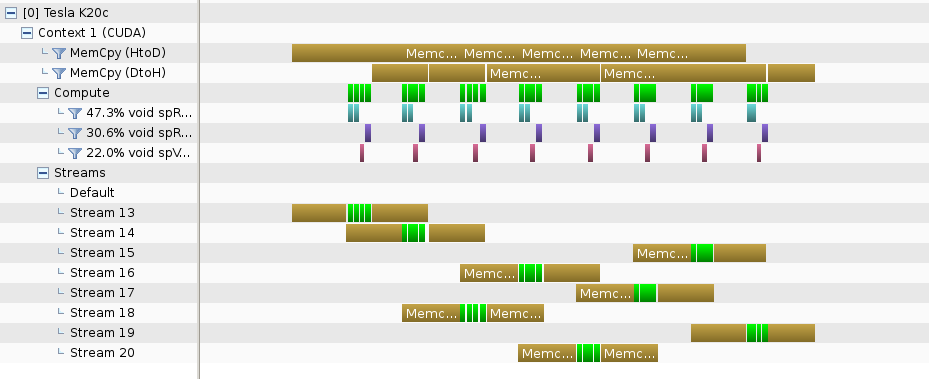 [0] Tesla K20c
Context 1 (CUDA)
MemCpy (HtoD) Memc... Memc... Memc... Memc... Memc...
MemCpy (DtoH) Memc... Memc...
Compute
47.3% void spR...
30.6% void spR...
22.0% void spV...
Streams
Default
Stream 13
Stream 14
Stream 15 Memc...
Stream 16 Memc...
Stream 17 Memc...
Stream 18 Memc... Memc...
Stream 19
Stream 20 Memc... Memc...